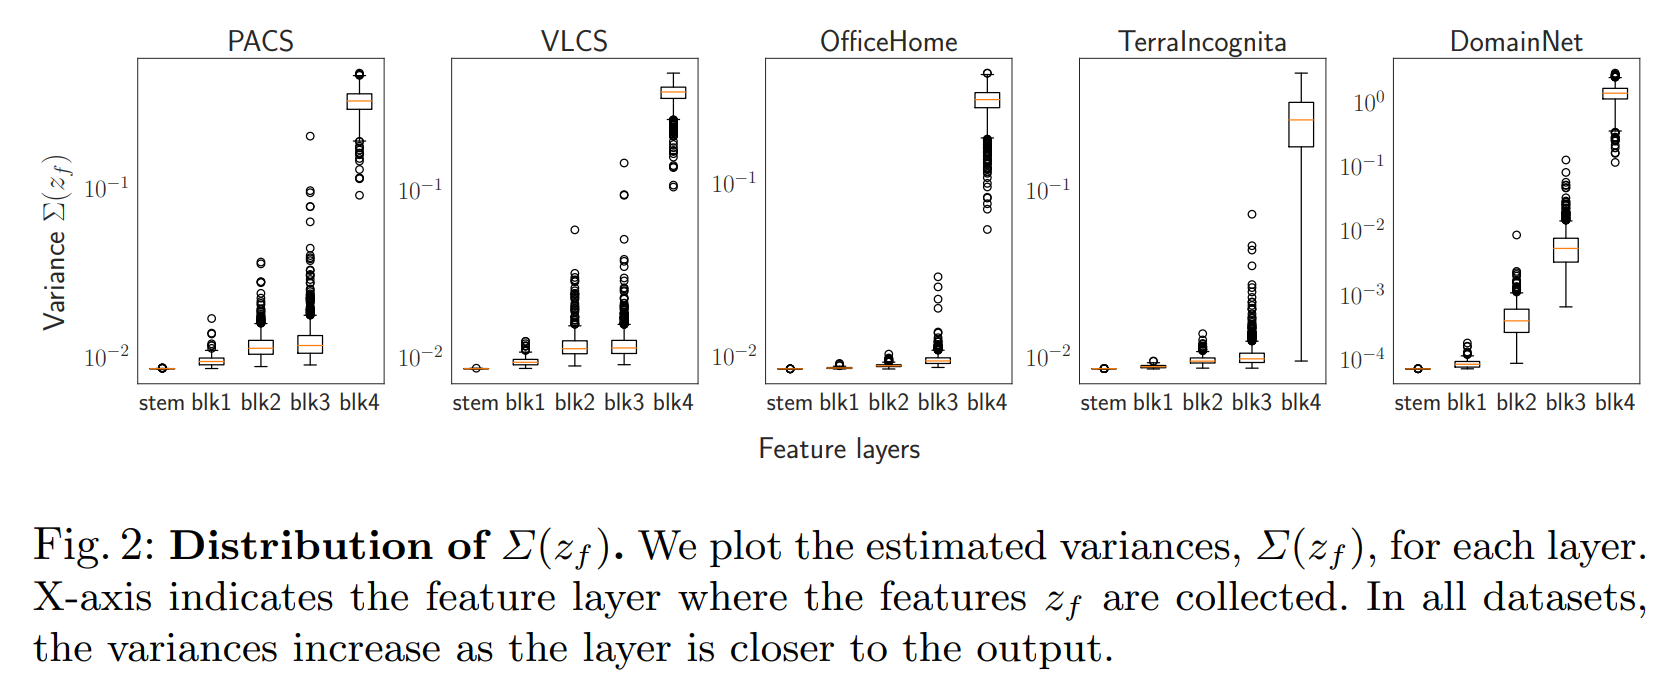 PACS VLCS OfficeHome TerraIncognita DomainNet
Variance Σ(z_f)
10^{-1} 10^{-2}
10^{-1} 10^{-2}
10^{-1} 10^{-2}
10^{-1} 10^{-2}
10^{0} 10^{-1} 10^{-2} 10^{-3} 10^{-4}
stem blk1 blk2 blk3 blk4 stem blk1 blk2 blk3 blk4 stem blk1 blk2 blk3 blk4 stem blk1 blk2 blk3 blk4 stem blk1 blk2 blk3 blk4
Feature layers
Fig. 2: Distribution of Σ(z_f). We plot the estimated variances, Σ(z_f), for each layer.
X-axis indicates the feature layer where the features z_f are collected. In all datasets,
the variances increase as the layer is closer to the output.